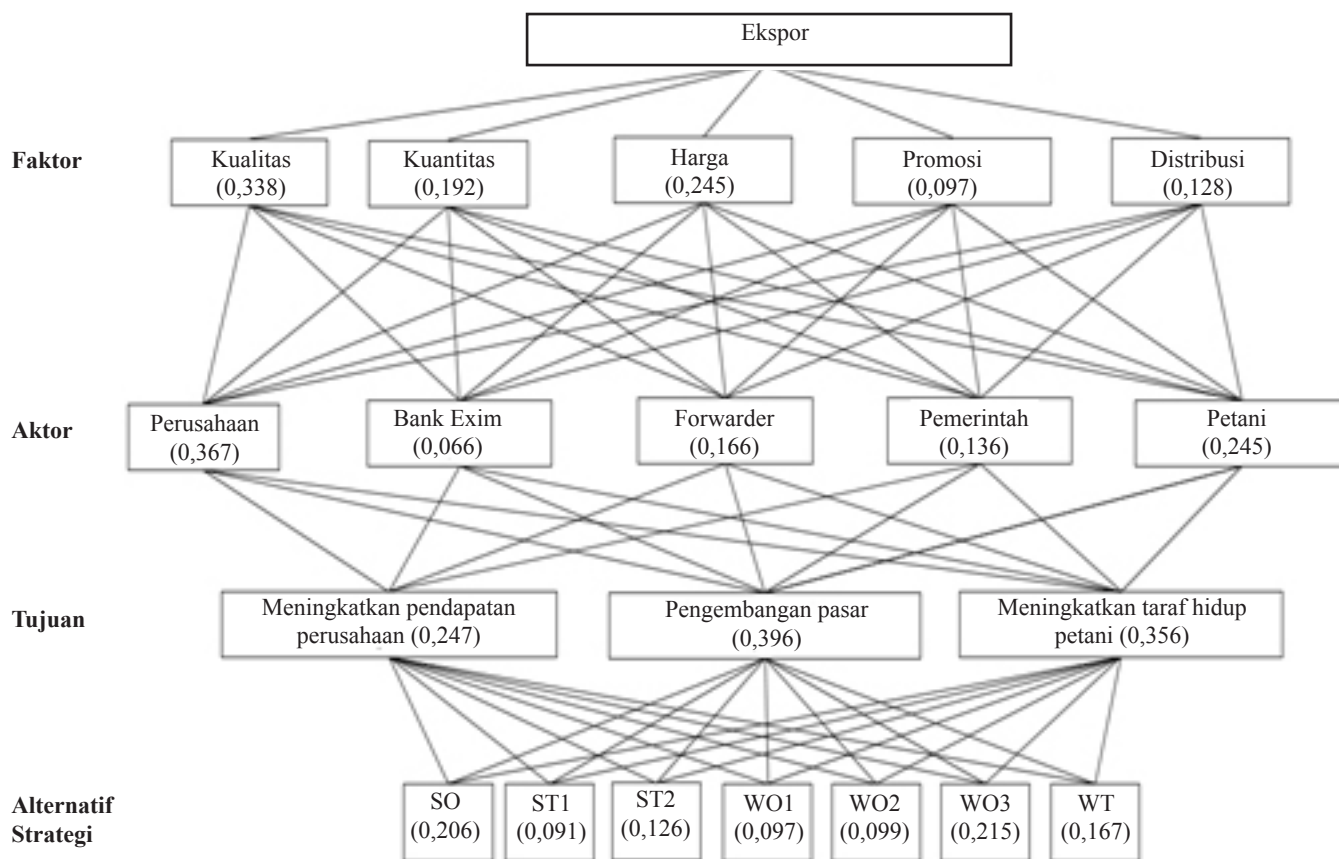 Ekspor
Faktor
Kualitas
(0,338)
Kuantitas
(0,192)
Harga
(0,245)
Promosi
(0,097)
Distribusi
(0,128)
Aktor
Perusahaan
(0,367)
Bank Exim
(0,066)
Forwarder
(0,166)
Pemerintah
(0,136)
Petani
(0,245)
Tujuan
Meningkatkan pendapatan
perusahaan (0,247)
Pengembangan pasar
(0,396)
Meningkatkan taraf hidup
petani (0,356)
Alternatif
Strategi
SO
(0,206)
ST1
(0,091)
ST2
(0,126)
WO1
(0,097)
WO2
(0,099)
WO3
(0,215)
WT
(0,167)